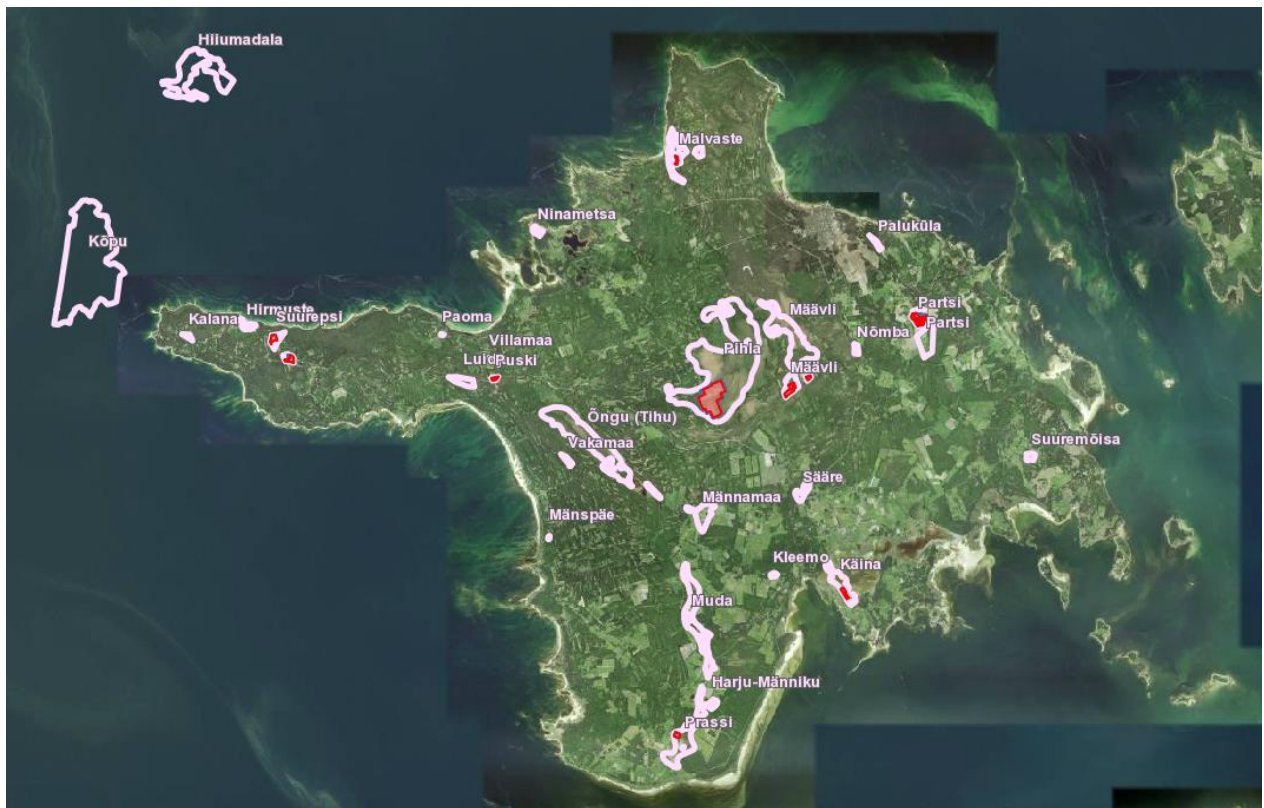 Hiiumadala
Malvaste
Ninametsa
Kõpu
Paluküla
Hirmuste
Kalana
Suurepsi
Paoma
Määvli
Partsi
Partsi
Villamaa
Nõmba
Pihla
Luidja
Puski
Määvli
Õngu (Tihu)
Vakamaa
Suuremõisa
Sääre
Männamaa
Mänspäe
Kleemo
Käina
Muda
Harju-Männiku
Prassi